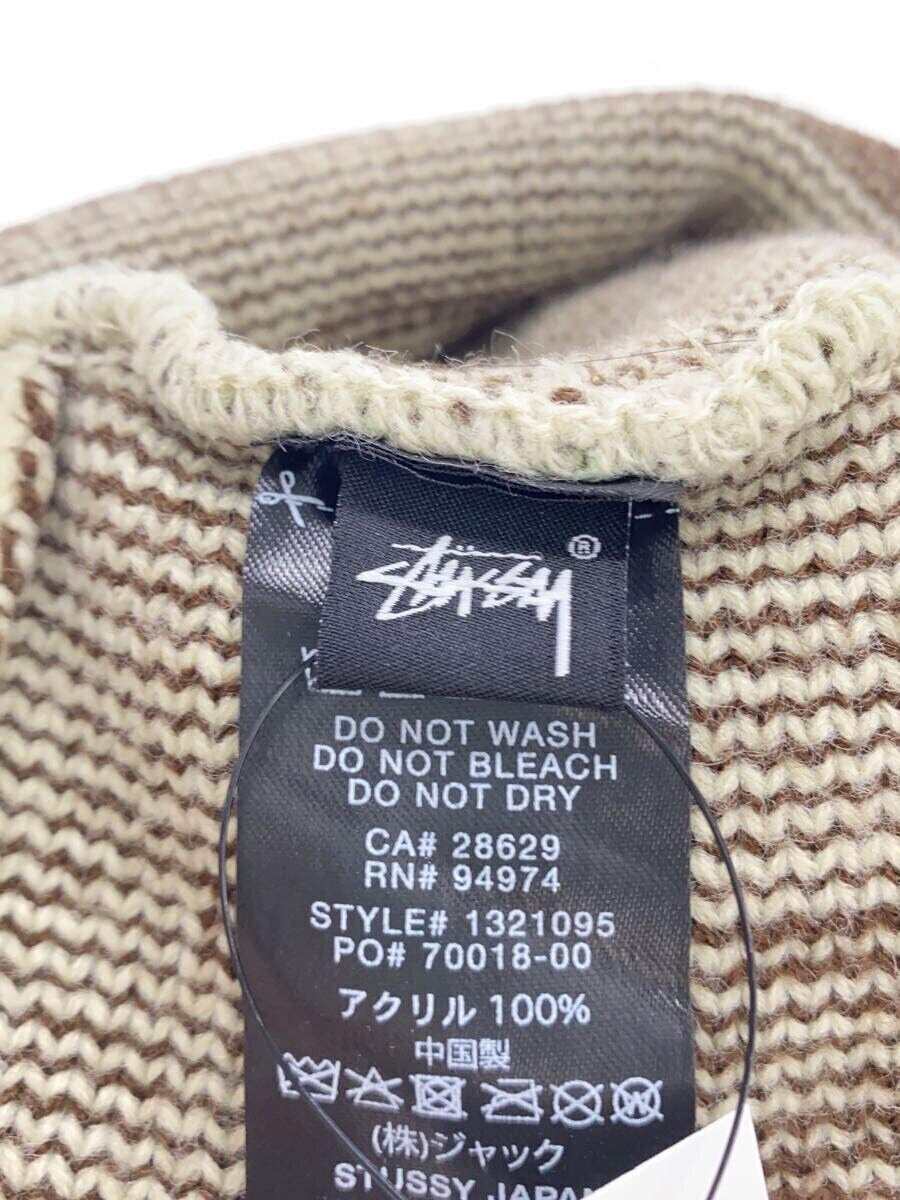 Stüssy ®
DO NOT WASH
DO NOT BLEACH
DO NOT DRY
CA# 28629
RN# 94974
STYLE# 1321095
PO# 70018-00
アクリル 100%
中国製
(株)ジャック
STUSSY JAPAN